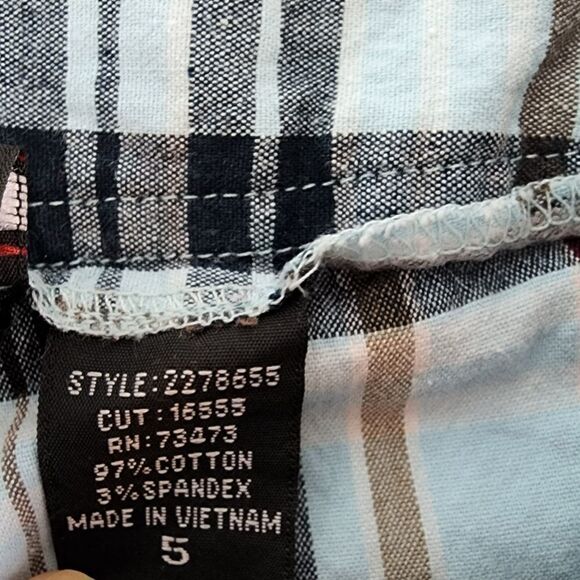 STYLE:2278655
CUT:16555
RN:73473
97%COTTON
3%SPANDEX
MADE IN VIETNAM
5